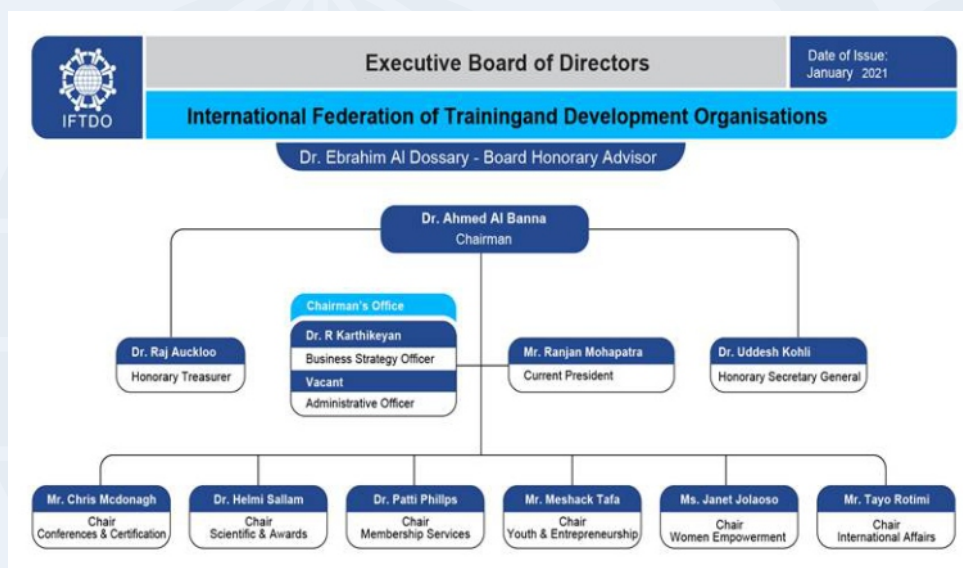 Executive Board of Directors
Date of Issue:
January 2021
IFTDO
International Federation of Trainingand Development Organisations
Dr. Ebrahim Al Dossary - Board Honorary Advisor
Dr. Ahmed Al Banna
Chairman
Chairman's Office
Dr. R Karthikeyan
Business Strategy Officer
Vacant
Administrative Officer
Dr. Raj Auckloo
Honorary Treasurer
Mr. Ranjan Mohapatra
Current President
Dr. Uddesh Kohli
Honorary Secretary General
Mr. Chris Mcdonagh
Chair
Conferences & Certification
Dr. Helmi Sallam
Chair
Scientific & Awards
Dr. Patti Phillps
Chair
Membership Services
Mr. Meshack Tafa
Chair
Youth & Entrepreneurship
Ms. Janet Jolaoso
Chair
Women Empowerment
Mr. Tayo Rotimi
Chair
International Affairs